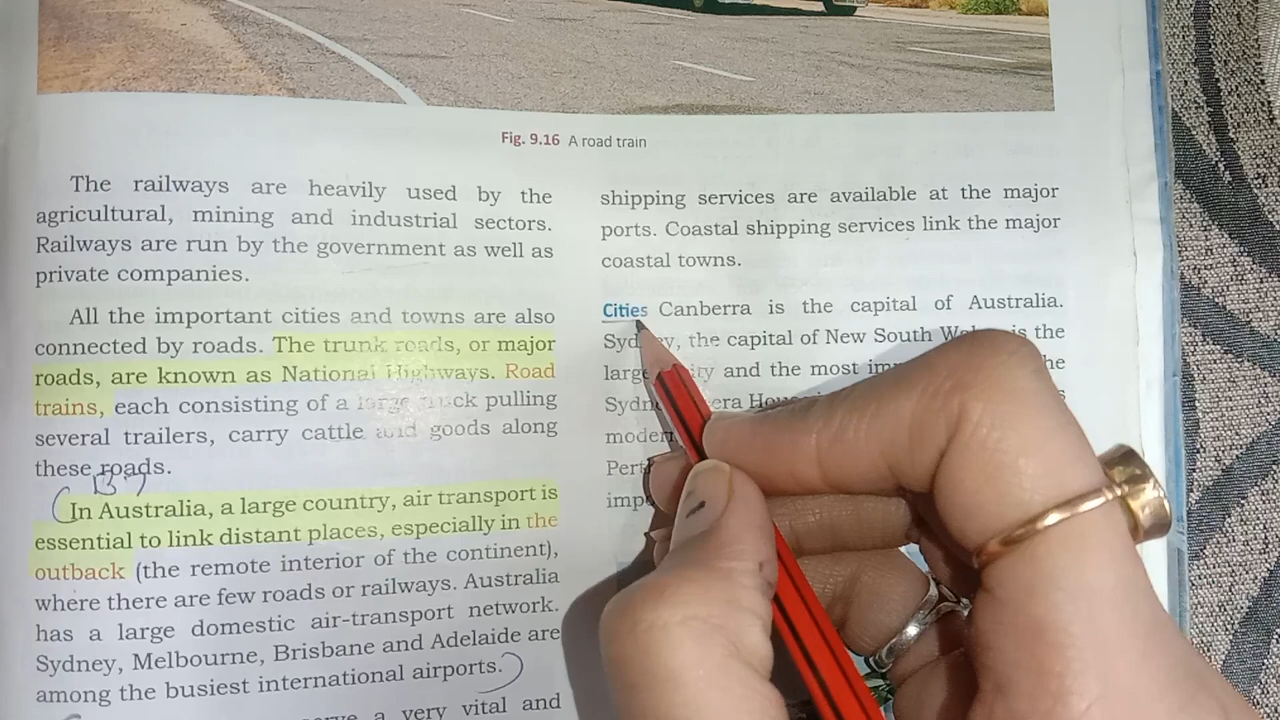 Fig. 9.16 A road train
The railways are heavily used by the
agricultural, mining and industrial sectors.
Railways are run by the government as well as
private companies.
All the important cities and towns are also
connected by roads. The trunk roads, or major
roads, are known as National Highways. Road
trains, each consisting of a large truck pulling
several trailers, carry cattle and goods along
these roads.
In Australia, a large country, air transport is
essential to link distant places, especially in the
outback (the remote interior of the continent),
where there are few roads or railways. Australia
has a large domestic air-transport network.
Sydney, Melbourne, Brisbane and Adelaide are
among the busiest international airports.
a very vital and
shipping services are available at the major
ports. Coastal shipping services link the major
coastal towns.
Cities Canberra is the capital of Australia.
Sydney, the capital of New South Wales, is the
and the most